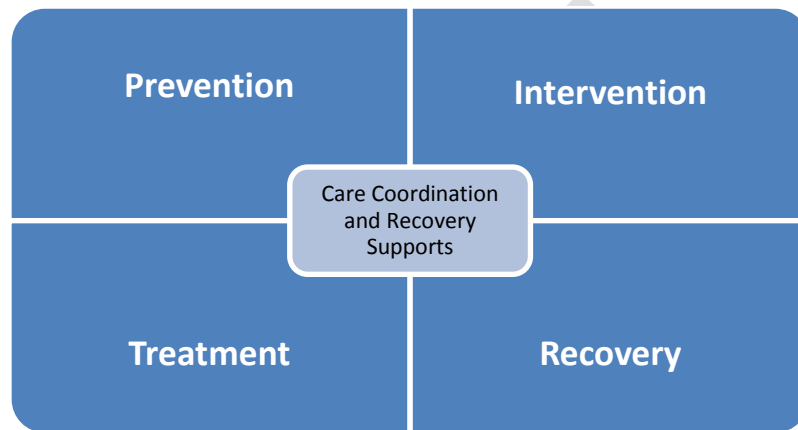 Prevention
Intervention
Care Coordination
and Recovery
Supports
Treatment
Recovery